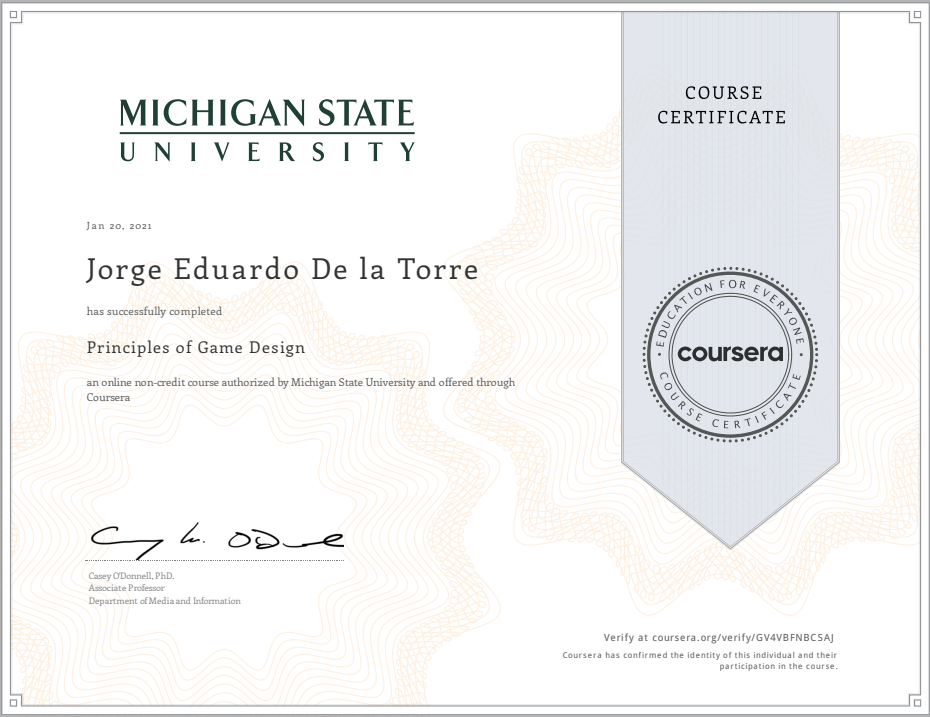 MICHIGAN STATE
UNIVERSITY
COURSE
CERTIFICATE
Jan 20, 2021
Jorge Eduardo De la Torre
has successfully completed
Principles of Game Design
an online non-credit course authorized by Michigan State University and offered through
Coursera
EDUCATION FOR EVERYONE
coursera
COURSE CERTIFICATE
Casey O'Donnell, PhD.
Associate Professor
Department of Media and Information
Verify at coursera.org/verify/GV4VBFNBCSAJ
Coursera has confirmed the identity of this individual and their
participation in the course.